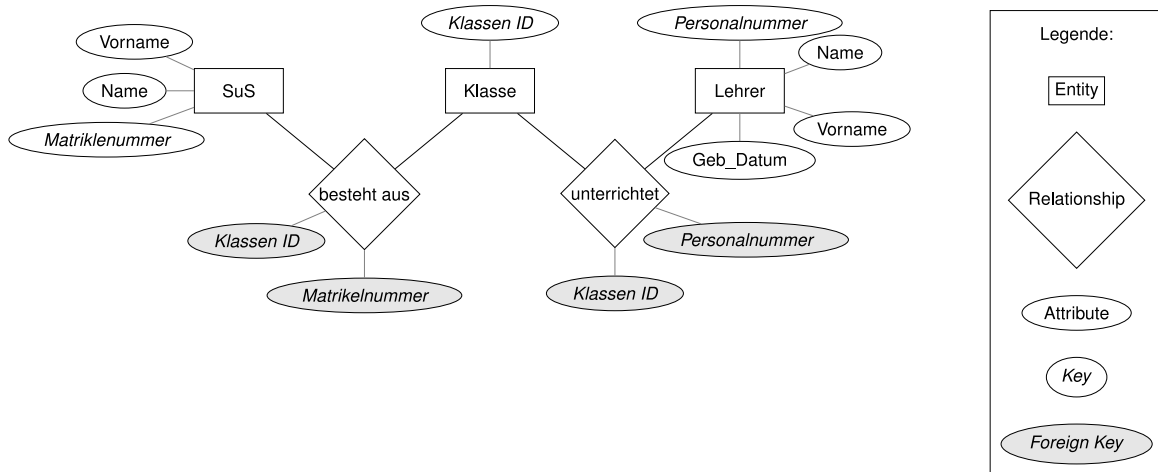 Klassen ID
Personalnummer
Vorname
Name
SuS
Klasse
Lehrer
Name
Matriklenummer
Vorname
Geb_Datum
besteht aus
unterrichtet
Klassen ID
Personalnummer
Matrikelnummer
Klassen ID
Legende:
Entity
Relationship
Attribute
Key
Foreign Key